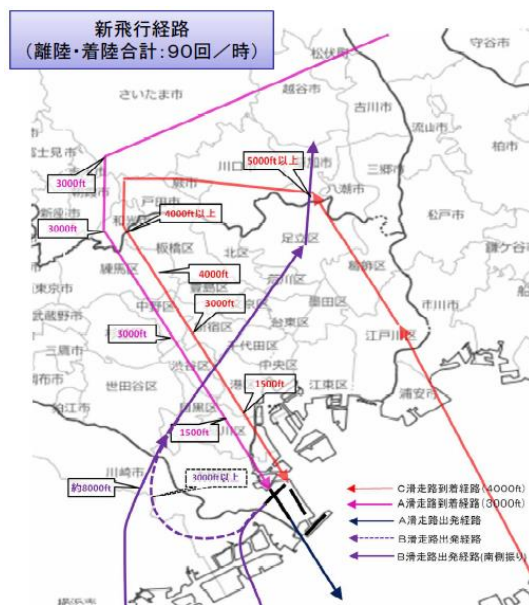 新飛行経路
(離陸・着陸合計:90回／時)
松伏町
守谷市
さいたま市
越谷市
吉川市
流山市
柏市
3000ft
川口
5000ft以上
三郷市
八潮市
戸田市
4000ft以上
松戸市
3000ft
足立区
板橋区
北区
4000ft
練馬区
葛飾区
3000ft
中野区
墨田区
台東区
市川市
武蔵野市
江戸川区
3000ft
三鷹市
千代田区
渋谷区
中央区
浦安市
世田谷区
江東区
1500ft
狛江市
1500ft
川崎市
3000ft以上
約8000ft
C滑走路到着経路(4000ft)
A滑走路到着経路(3000ft)
A滑走路出発経路
B滑走路出発経路
B滑走路出発経路(南側振り)
横浜市